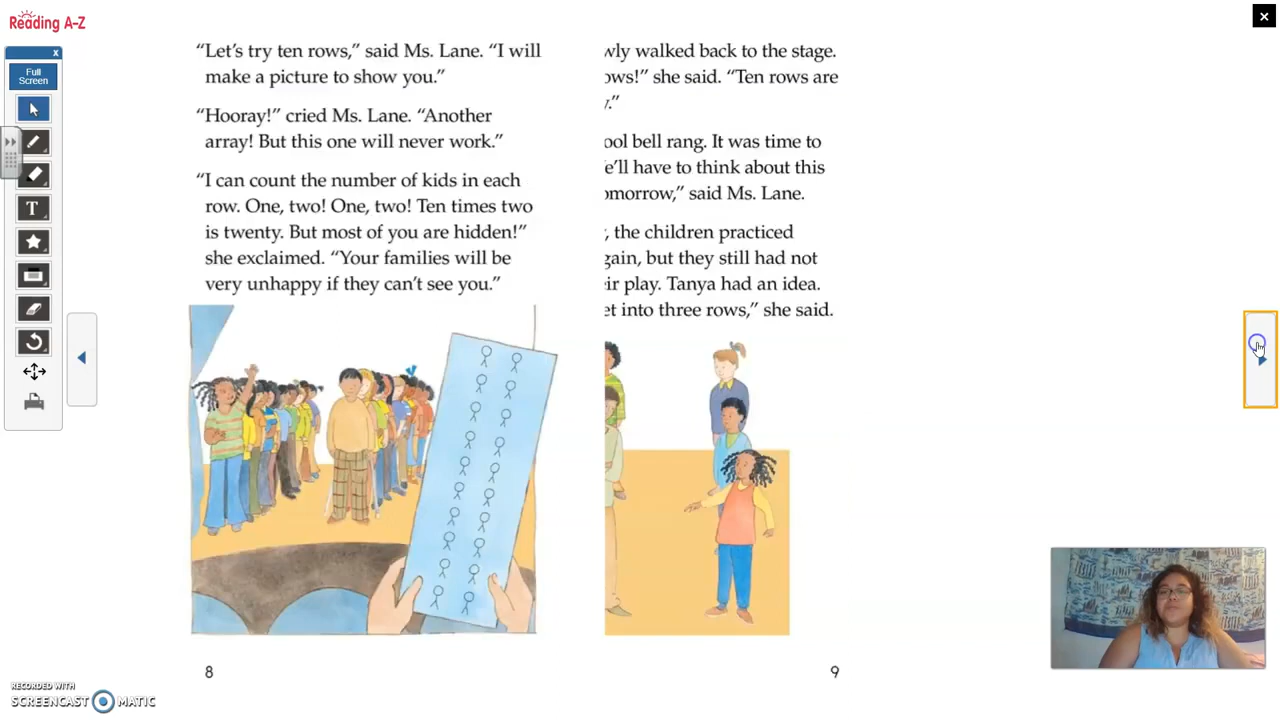 Reading A-Z
x
Full
Screen
T
“Let’s try ten rows,” said Ms. Lane. “I will
make a picture to show you.”
“Hooray!” cried Ms. Lane. “Another
array! But this one will never work.”
“I can count the number of kids in each
row. One, two! One, two! Ten times two
is twenty. But most of you are hidden!”
she exclaimed. “Your families will be
very unhappy if they can’t see you.”
8
wly walked back to the stage.
ows!” she said. “Ten rows are
y.”
ool bell rang. It was time to
e’ll have to think about this
omorrow,” said Ms. Lane.
, the children practiced
gain, but they still had not
eir play. Tanya had an idea.
et into three rows,” she said.
9
RECORDED WITH
SCREENCAST MATIC